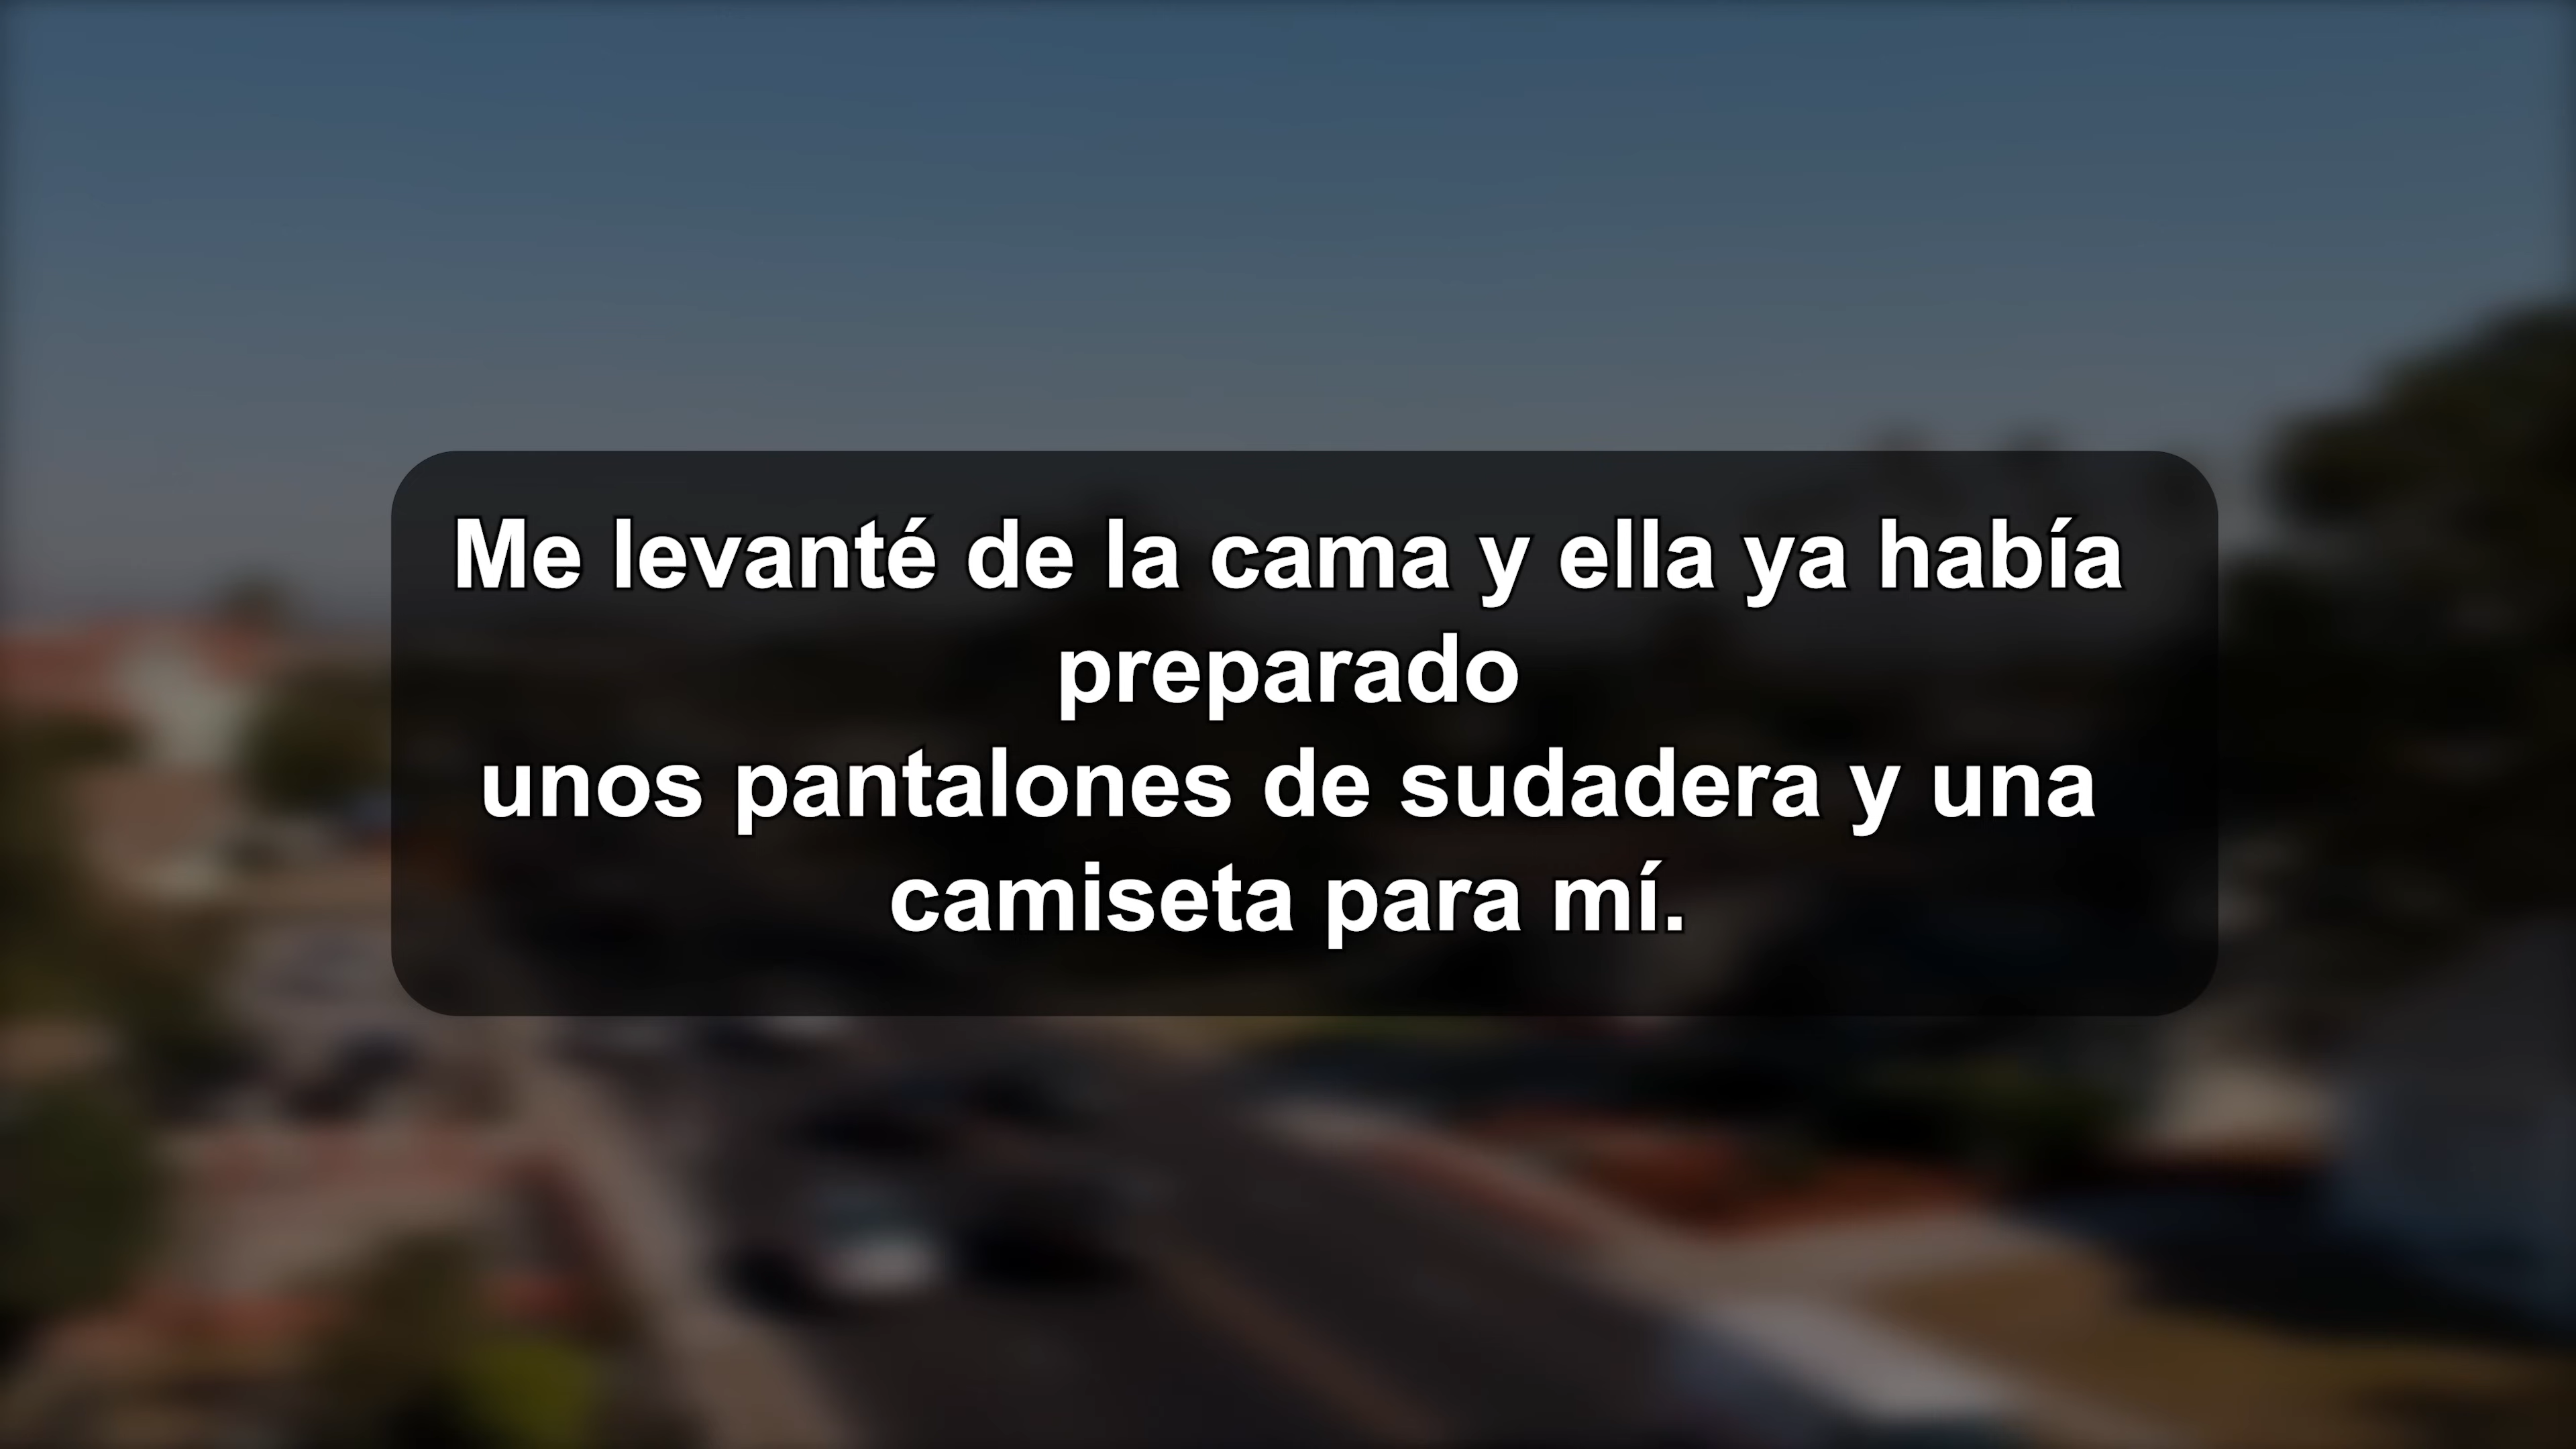 Me levanté de la cama y ella ya había
preparado
unos pantalones de sudadera y una
camiseta para mí.